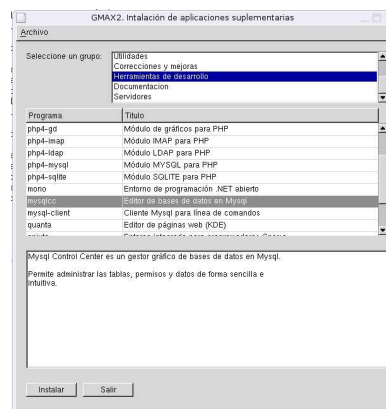 GMAX2. Intalación de aplicaciones suplementarias
Archivo
Seleccione un grupo:
Utilidades
Correcciones y mejoras
Herramientas de desarrollo
Documentacion
Servidores
Programa Titulo
php4-gd Módulo de gráficos para PHP
php4-imap Módulo IMAP para PHP
php4-ldap Módulo LDAP para PHP
php4-mysql Módulo MYSQL para PHP
php4-sqlite Módulo SQLITE para PHP
mono Entorno de programación .NET abierto
mysqlcc Editor de bases de datos en Mysql
mysql-client Cliente Mysql para línea de comandos
quanta Editor de páginas web (KDE)
Mysql Control Center es un gestor gráfico de bases de datos en Mysql.
Permite administrar las tablas, permisos y datos de forma sencilla e
intuitiva.
Instalar Salir